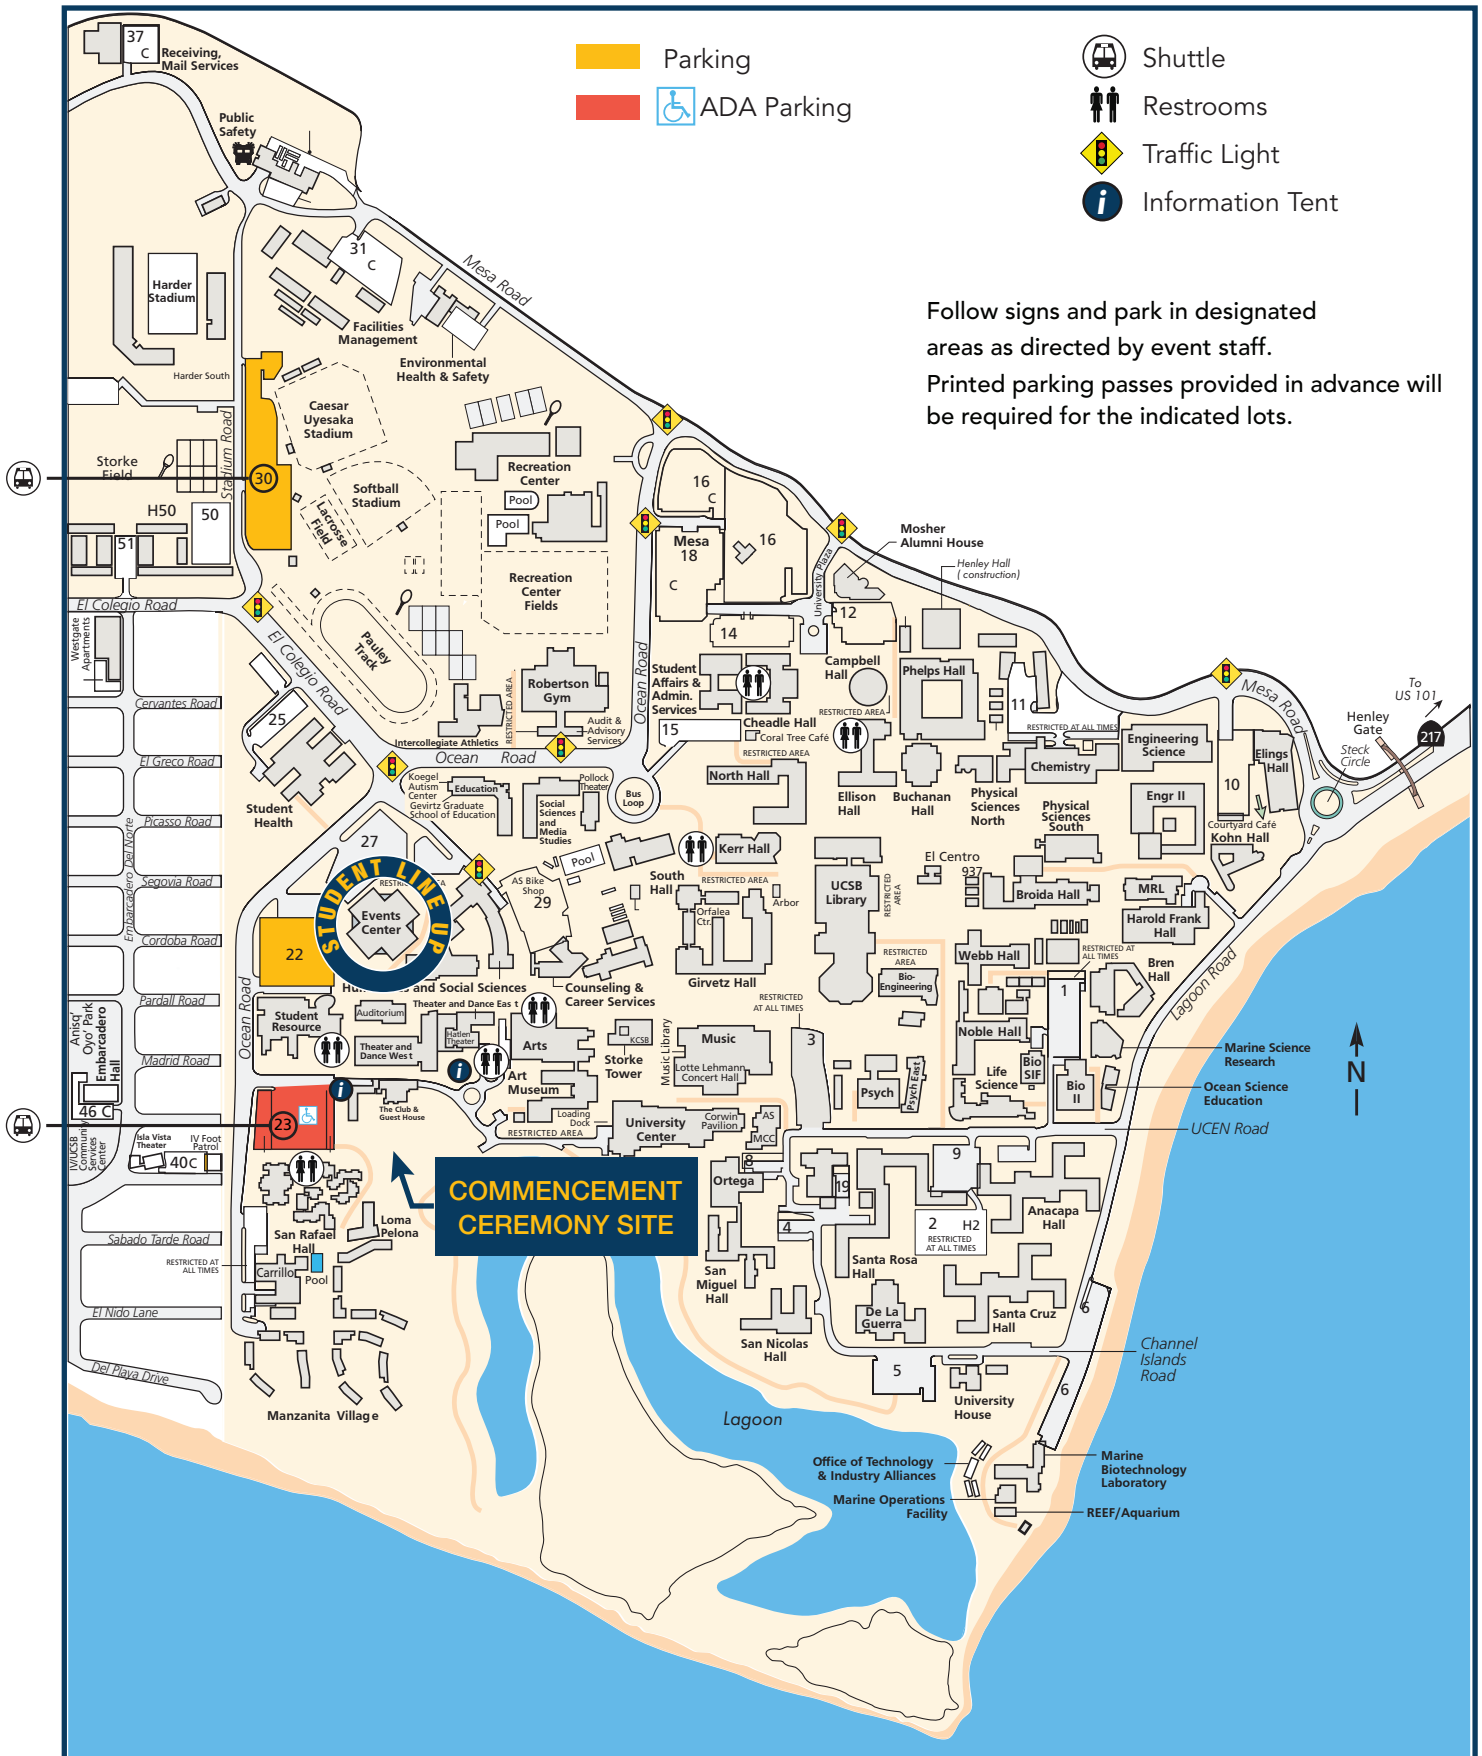 Parking
ADA Parking
Shuttle
Restrooms
Traffic Light
i
Information Tent
Follow signs and park in designated
areas as directed by event staff.
Printed parking passes provided in advance will
be required for the indicated lots.
37
C
Receiving,
Mail Services
Public
Safety
31
C
Mesa Road
Harder
Stadium
Facilities
Management
Environmental
Health & Safety
Harder South
Stadium Road
Caesar
Uyesaka
Stadium
Storke
Field
30
Softball
Stadium
Lacrosse
Field
Recreation
Center
Pool
Pool
H50
50
51
16
C
Mesa
18
C
16
Mosher
Alumni House
Henley Hall
( construction)
University Plaza
Recreation
Center
Fields
El Colegio Road
Westgate
Apartments
El Colegio Road
Pauley
Track
Ocean Road
14
12
Student
Affairs &
Admin.
Services
Campbell
Hall
Phelps Hall
Robertson
Gym
RESTRICTED AREA
Audit &
Advisory
Services
Intercollegiate Athletics
Cervantes Road
25
15
Cheadle Hall
Coral Tree Café
RESTRICTED AREA
RESTRICTED AREA
11
RESTRICTED AT ALL TIMES
Mesa Road
To
US 101
217
Henley
Gate
Steck
Circle
Engineering
Science
Elings
Hall
10
El Greco Road
Ocean Road
Koegel
Autism
Center
Gevirtz Graduate
School of Education
Education
Pollock
Theater
Social
Sciences
and
Media
Studies
Bus
Loop
North Hall
Ellison
Hall
Buchanan
Hall
Physical
Sciences
North
Chemistry
Physical
Sciences
South
Engr II
Courtyard Café
Kohn Hall
Student
Health
Picasso Road
Embarcadero Del Norte
27
STUDENT LINE UP
Events
Center
AS Bike
Shop
29
Pool
South
Hall
Kerr Hall
RESTRICTED AREA
Arbor
Orfalea
Ctr.
Girvetz Hall
UCSB
Library
RESTRICTED
AREA
El Centro
937
Broida Hall
MRL
Harold Frank
Hall
Segovia Road
Cordoba Road
22
Counseling &
Career Services
RESTRICTED
AREA
Bio-
Engineering
Webb Hall
RESTRICTED AT
ALL TIMES
Bren
Hall
Lagoon Road
1
Pardall Road
Ocean Road
Anisq'
Oyo' Park
Embarcadero
Hall
Student
Resource
Auditorium
Theater and Dance East
Hatlen
Theater
Theater and
Dance West
i
Arts
Art
Museum
KCSB
Storke
Tower
Music Library
Music
Lotte Lehmann
Concert Hall
RESTRICTED
AT ALL TIMES
3
Noble Hall
Bio
SIF
Life
Science
Bio
II
Psych
Psych East
Marine Science
Research
Ocean Science
Education
N
Madrid Road
46 C
IV/UCSB
Community
Services
Center
Isla Vista
Theater
40C
IV Foot
Patrol
23
i
The Club &
Guest House
Loading
Dock
RESTRICTED AREA
University
Center
Corwin
Pavilion
AS
MCC
UCEN Road
COMMENCEMENT
CEREMONY SITE
8
Ortega
19
9
4
2
H2
RESTRICTED
AT ALL TIMES
Anacapa
Hall
San Rafael
Hall
Loma
Pelona
Sabado Tarde Road
RESTRICTED AT
ALL TIMES
Carrillo
Pool
San
Miguel
Hall
Santa Rosa
Hall
De La
Guerra
Santa Cruz
Hall
6
El Nido Lane
San Nicolas
Hall
Channel
Islands
Road
Del Playa Drive
5
6
University
House
Manzanita Village
Lagoon
Office of Technology
& Industry Alliances
Marine
Biotechnology
Laboratory
Marine Operations
Facility
REEF/Aquarium